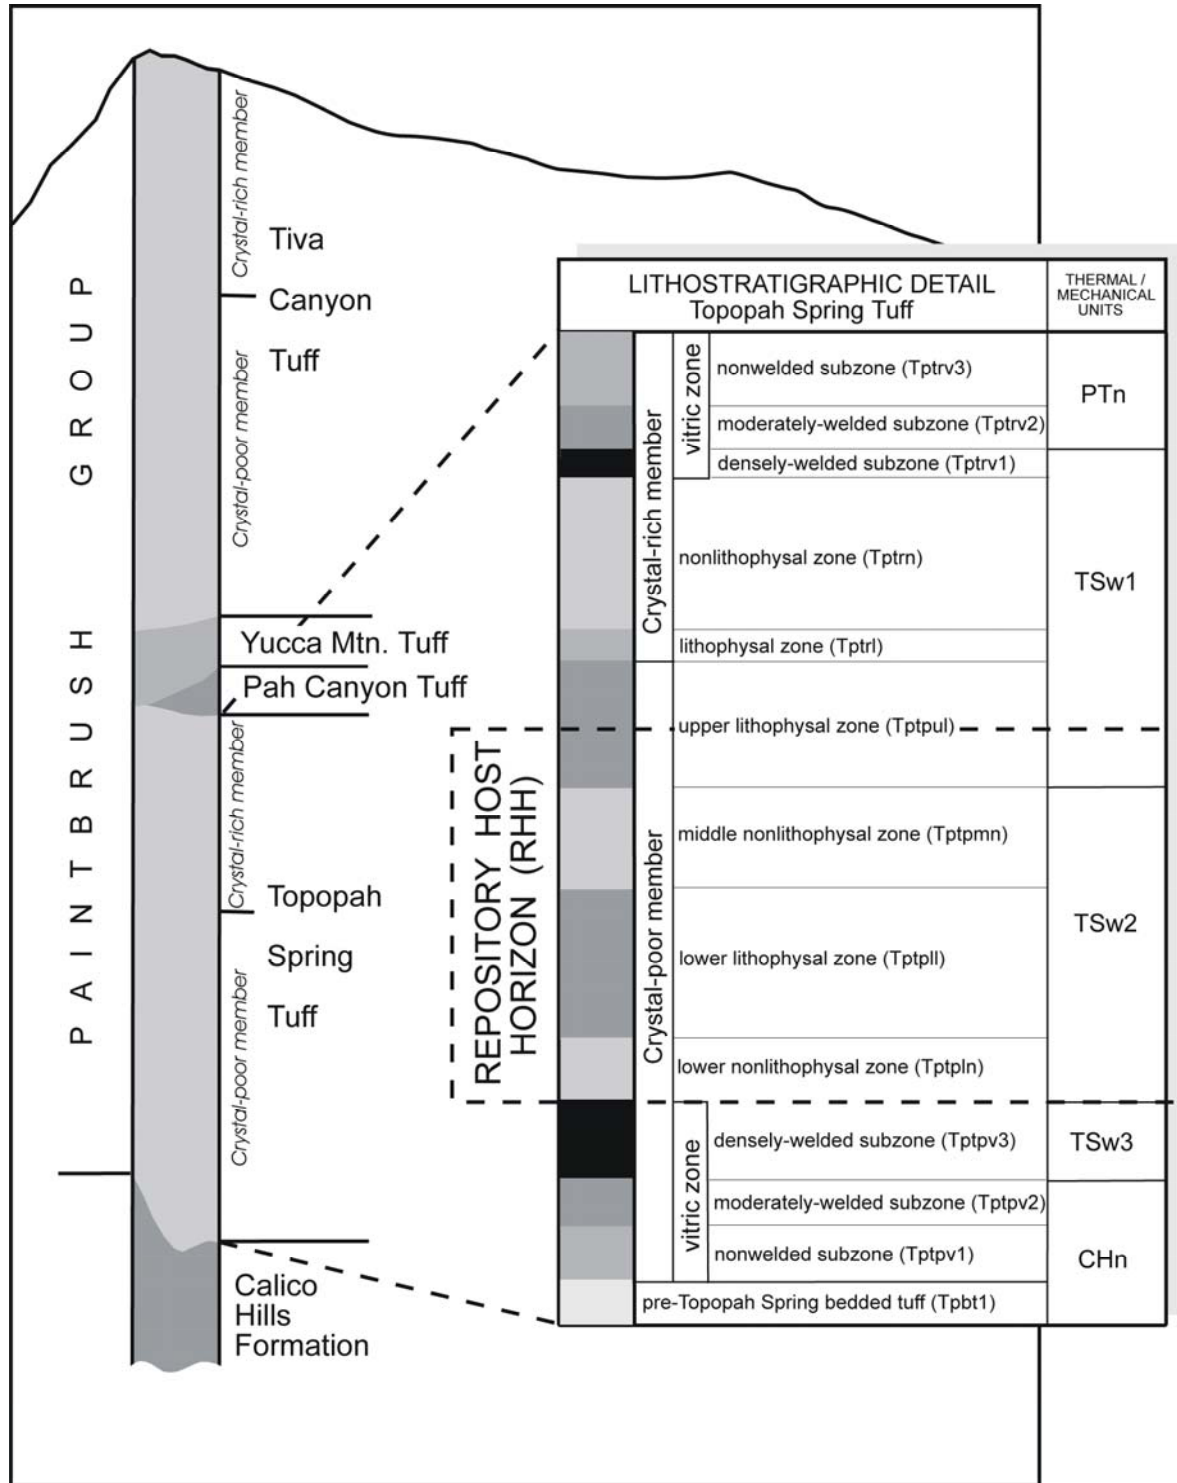 PAINTBRUSH GROUP
Crystal-rich member
Tiva
Canyon
Tuff
Crystal-poor member
Yucca Mtn. Tuff
Pah Canyon Tuff
Crystal-rich member
Topopah
Spring
Tuff
Crystal-poor member
Calico
Hills
Formation
REPOSITORY HOST
HORIZON (RHH)
LITHOSTRATIGRAPHIC DETAIL
Topopah Spring Tuff
THERMAL /
MECHANICAL
UNITS
Crystal-rich member
vitric zone
nonwelded subzone (Tptrv3)
moderately-welded subzone (Tptrv2)
densely-welded subzone (Tptrv1)
nonlithophysal zone (Tptrn)
lithophysal zone (Tptrl)
Crystal-poor member
upper lithophysal zone (Tptpul)
middle nonlithophysal zone (Tptpmn)
lower lithophysal zone (Tptpll)
lower nonlithophysal zone (Tptpln)
vitric zone
densely-welded subzone (Tptpv3)
moderately-welded subzone (Tptpv2)
nonwelded subzone (Tptpv1)
pre-Topopah Spring bedded tuff (Tpbt1)
PTn
TSw1
TSw2
TSw3
CHn